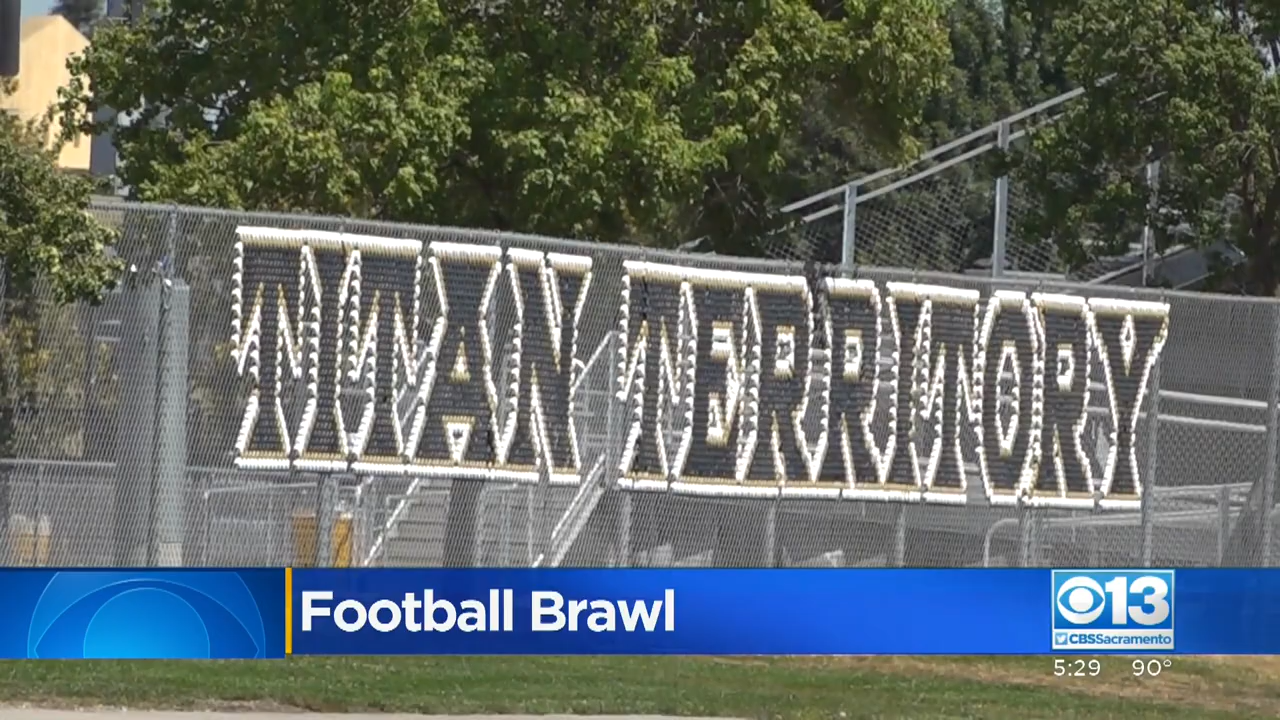 TITAN TERRITORY
Football Brawl
13
CBSSacramento
5:29 90°